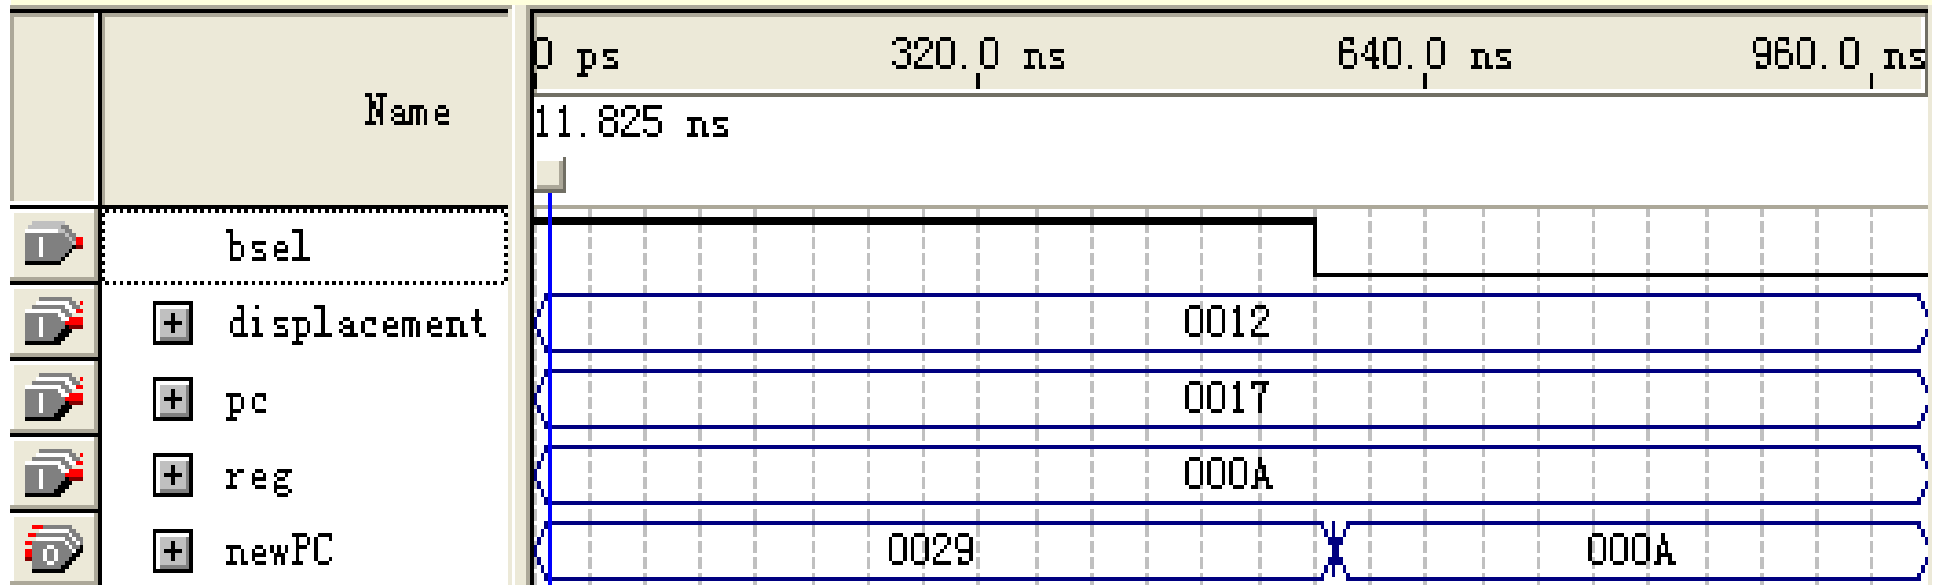 0 ps 320.0 ns 640.0 ns 960.0 ns
Name
11.825 ns
bsel
displacement 0012
pc 0017
reg 000A
newPC 0029 000A